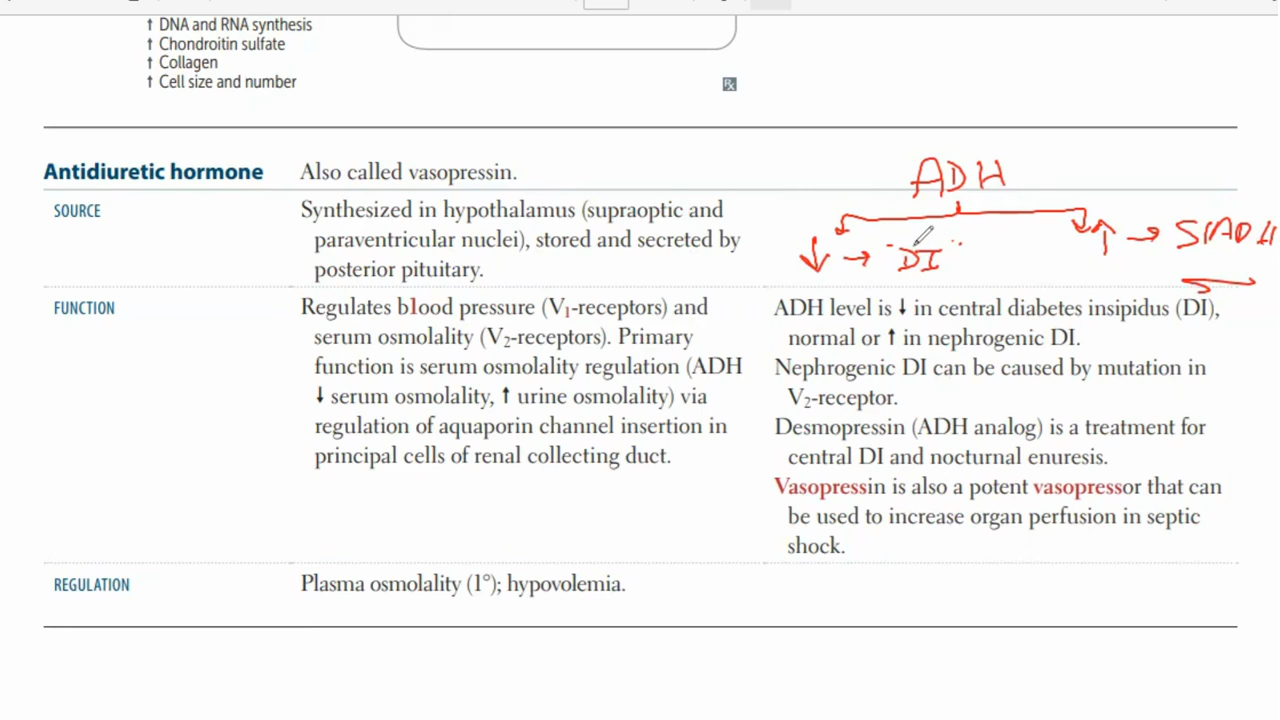 ↑ DNA and RNA synthesis
↑ Chondroitin sulfate
↑ Collagen
↑ Cell size and number
Rx
Antidiuretic hormone
Also called vasopressin.
ADH
SOURCE
Synthesized in hypothalamus (supraoptic and
paraventricular nuclei), stored and secreted by
posterior pituitary.
↓ → "DI"
↑ → SIADH
FUNCTION
Regulates blood pressure (V1-receptors) and
serum osmolality (V2-receptors). Primary
function is serum osmolality regulation (ADH
↓ serum osmolality, ↑ urine osmolality) via
regulation of aquaporin channel insertion in
principal cells of renal collecting duct.
ADH level is ↓ in central diabetes insipidus (DI),
normal or ↑ in nephrogenic DI.
Nephrogenic DI can be caused by mutation in
V2-receptor.
Desmopressin (ADH analog) is a treatment for
central DI and nocturnal enuresis.
Vasopressin is also a potent vasopressor that can
be used to increase organ perfusion in septic
shock.
REGULATION
Plasma osmolality (1°); hypovolemia.